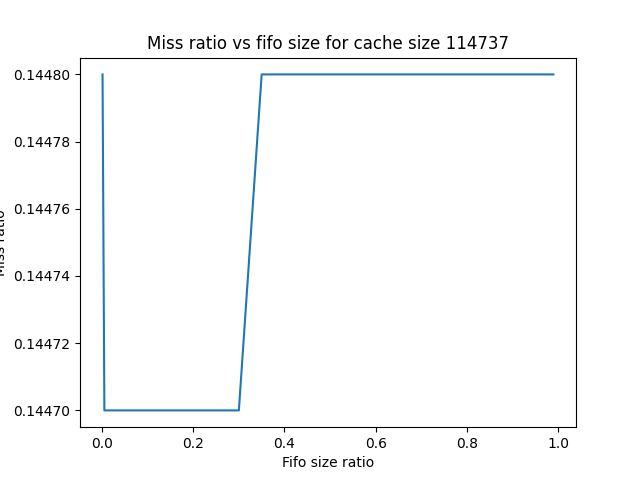 Miss ratio vs fifo size for cache size 114737
0.14480
0.14478
0.14476
0.14474
0.14472
0.14470
Miss ratio
0.0 0.2 0.4 0.6 0.8 1.0
Fifo size ratio